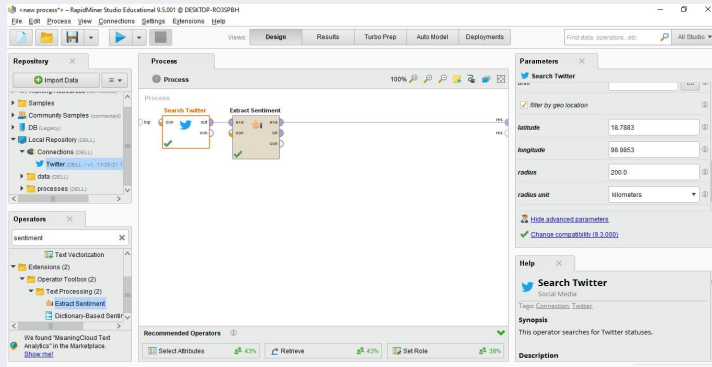 <new process*> – RapidMiner Studio Educational 9.5.001 @ DESKTOP-RO3SPBH
File Edit Process View Connections Settings Extensions Help
Views: Design Results Turbo Prep Auto Model Deployments
Find data, operators...etc All Studio
Repository
Import Data
Samples
Community Samples (connected)
DB (Legacy)
Local Repository (DELL)
Connections (DELL)
Twitter (DELL – v1, 11/20/21 1
data (DELL)
processes (DELL)
Operators
sentiment
Text Vectorization
Extensions (2)
Operator Toolbox (2)
Text Processing (2)
Extract Sentiment
Dictionary-Based Sentin
We found "MeaningCloud Text
Analytics" in the Marketplace.
Show me!
Process
Process
100%
Process
Search Twitter Extract Sentiment
inp con out exa exa res
con con oh res
con
Recommended Operators
Select Attributes 43% Retrieve 43% Set Role 38%
Parameters
Search Twitter
filter by geo location
latitude 18.7883
longitude 98.9853
radius 200.0
radius unit kilometers
Hide advanced parameters
Change compatibility (9.3.000)
Help
Search Twitter
Social Media
Tags: Connection, Twitter
Synopsis
This operator searches for Twitter statuses.
Description